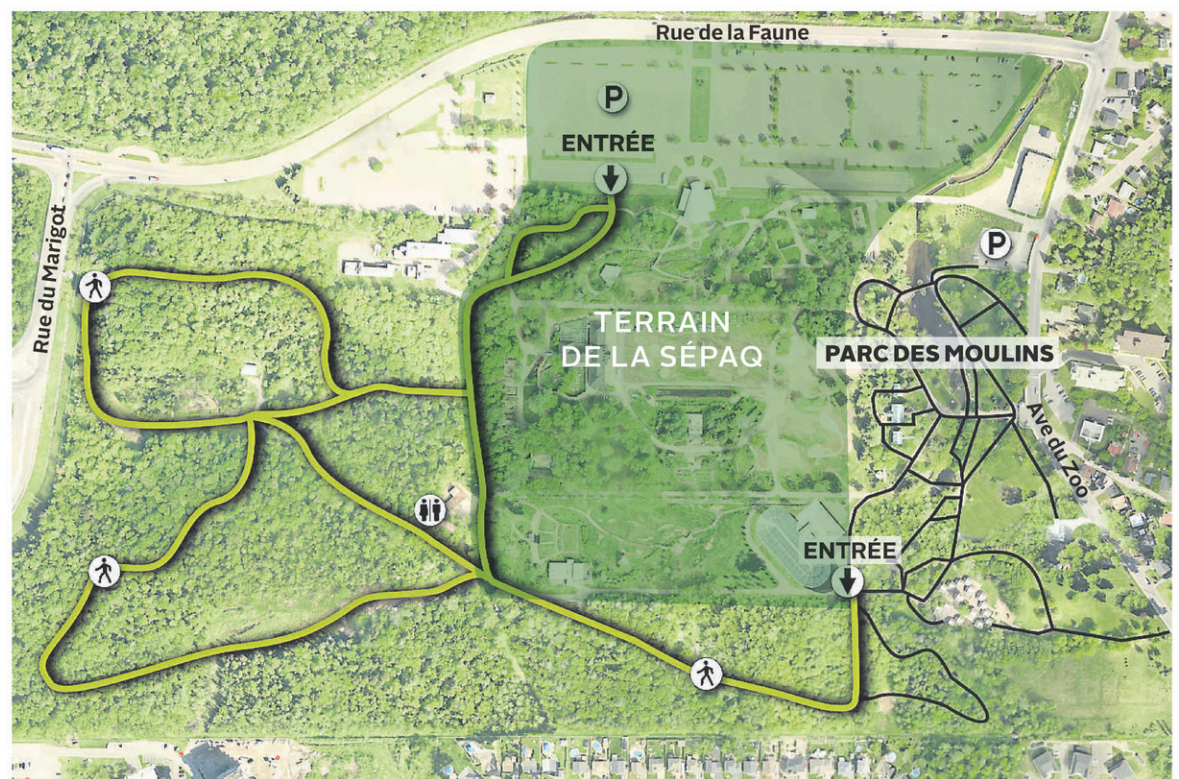 Rue de la Faune
P
ENTRÉE
Rue du Marigot
P
TERRAIN
DE LA SÉPAQ
PARC DES MOULINS
Ave du Zoo
ENTRÉE